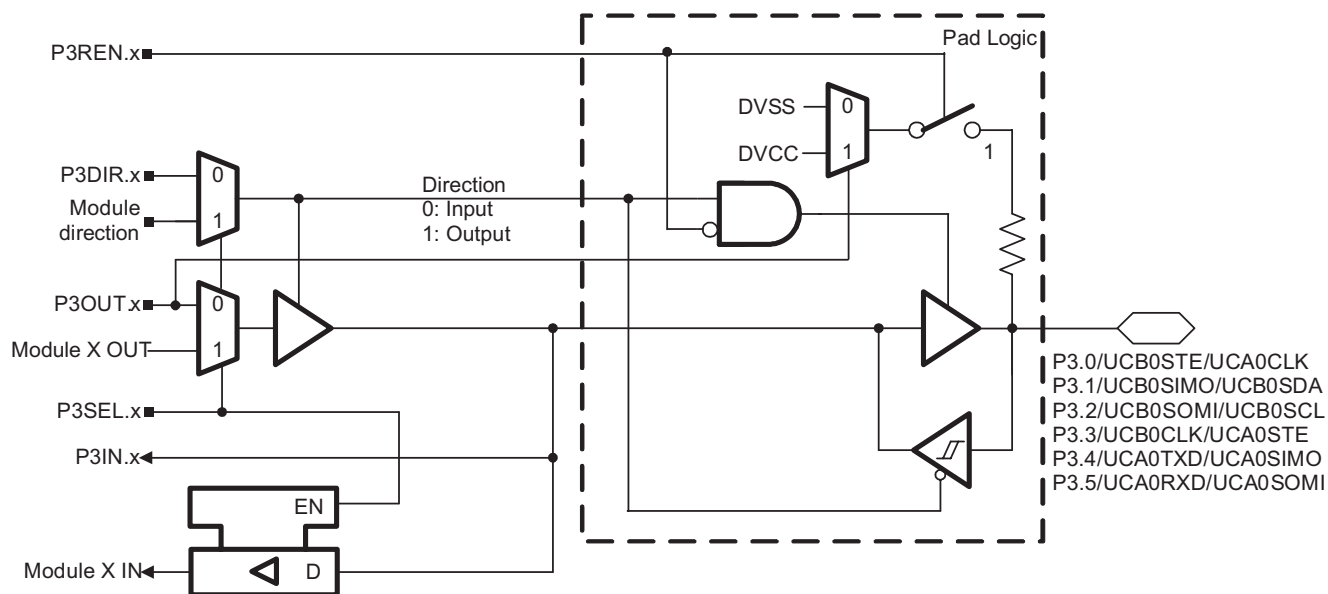 Pad Logic
P3REN.x
DVSS
0
DVCC
1
1
P3DIR.x
0
Module
direction
1
Direction
0: Input
1: Output
P3OUT.x
0
Module X OUT
1
P3SEL.x
P3IN.x
EN
Module X IN
D
P3.0/UCB0STE/UCA0CLK
P3.1/UCB0SIMO/UCB0SDA
P3.2/UCB0SOMI/UCB0SCL
P3.3/UCB0CLK/UCA0STE
P3.4/UCA0TXD/UCA0SIMO
P3.5/UCA0RXD/UCA0SOMI